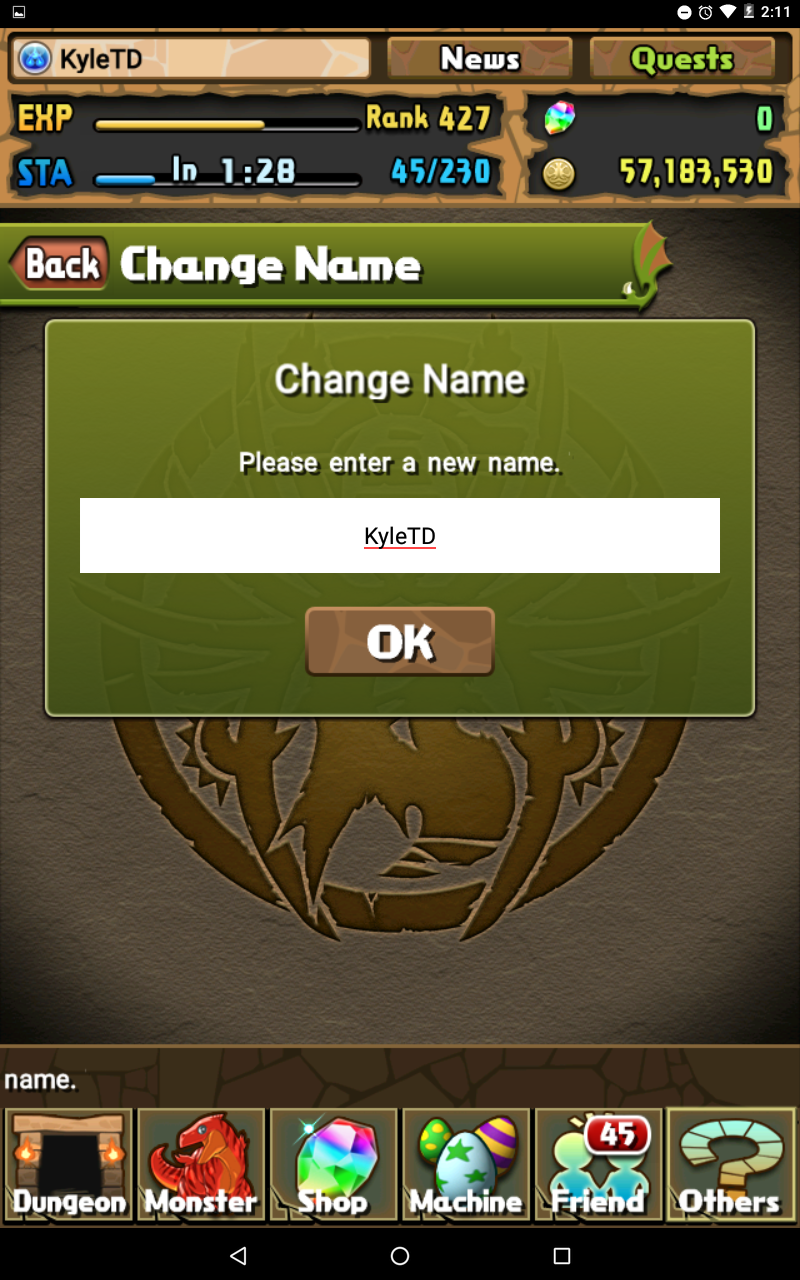 2:11
KyleTD
News
Quests
EXP
Rank 427
0
STA
In 1:28
45/230
57,183,530
Back
Change Name
Change Name
Please enter a new name.
KyleTD
OK
name.
45
Dungeon
Monster
Shop
Machine
Friend
Others